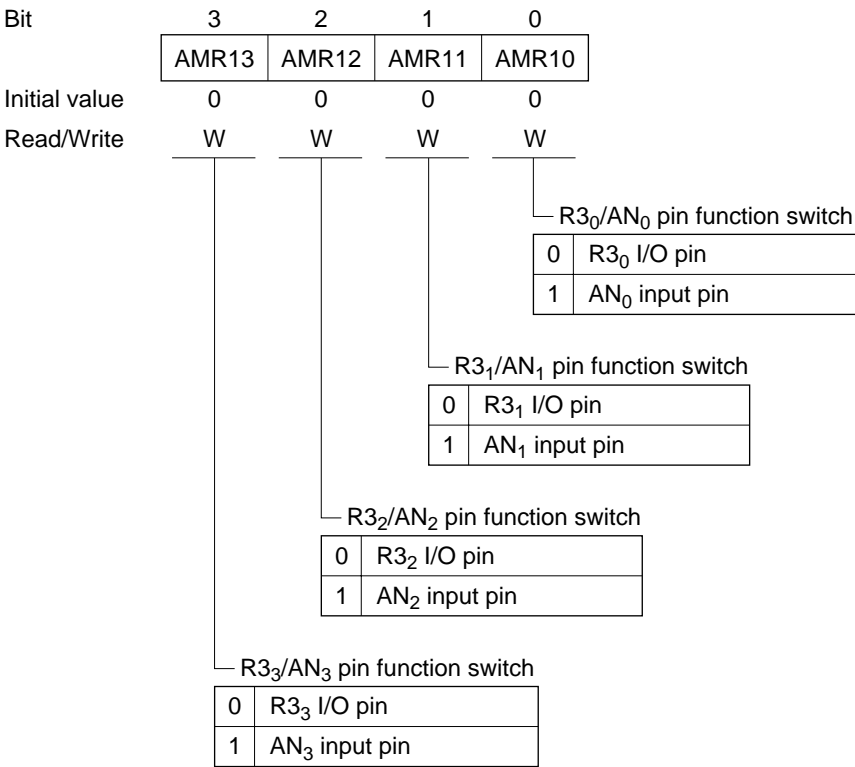 Bit 3 2 1 0
AMR13 AMR12 AMR11 AMR10
Initial value 0 0 0 0
Read/Write W W W W
R3₀/AN₀ pin function switch
0 R3₀ I/O pin
1 AN₀ input pin
R3₁/AN₁ pin function switch
0 R3₁ I/O pin
1 AN₁ input pin
R3₂/AN₂ pin function switch
0 R3₂ I/O pin
1 AN₂ input pin
R3₃/AN₃ pin function switch
0 R3₃ I/O pin
1 AN₃ input pin